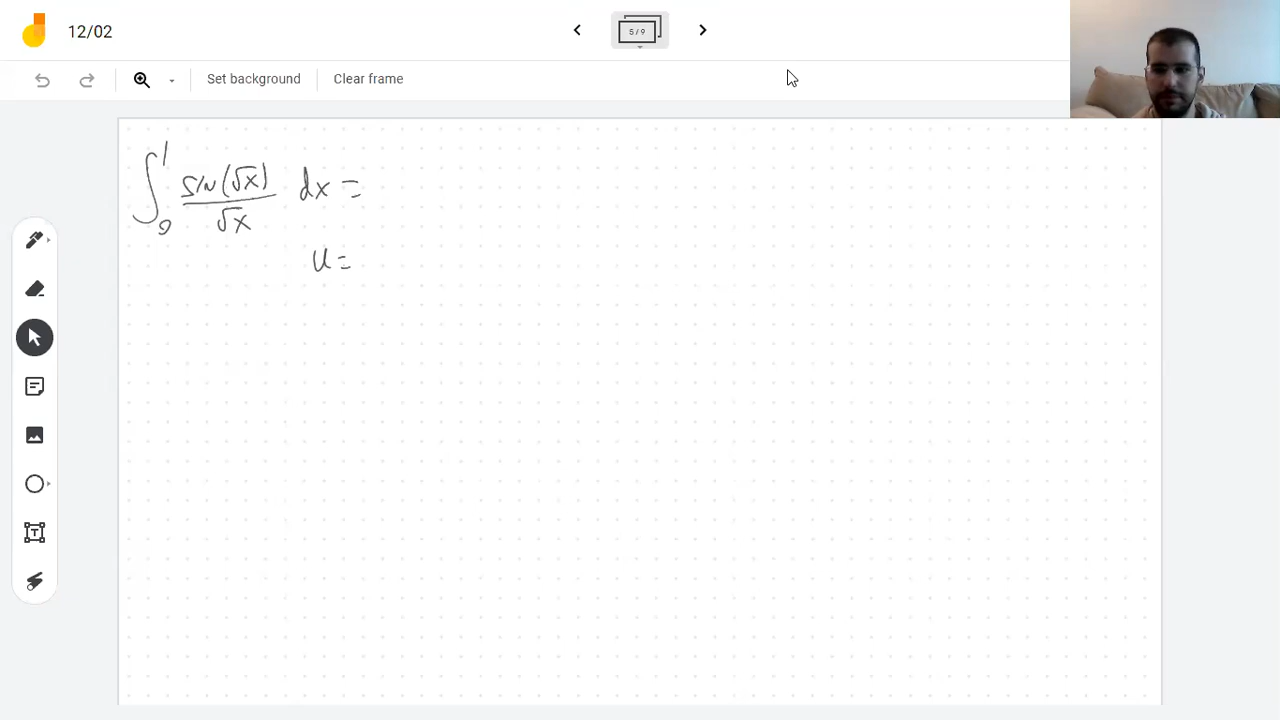 12/02
5 / 9
Set background
Clear frame
∫₀¹ sin(√x)/√x dx =
u =